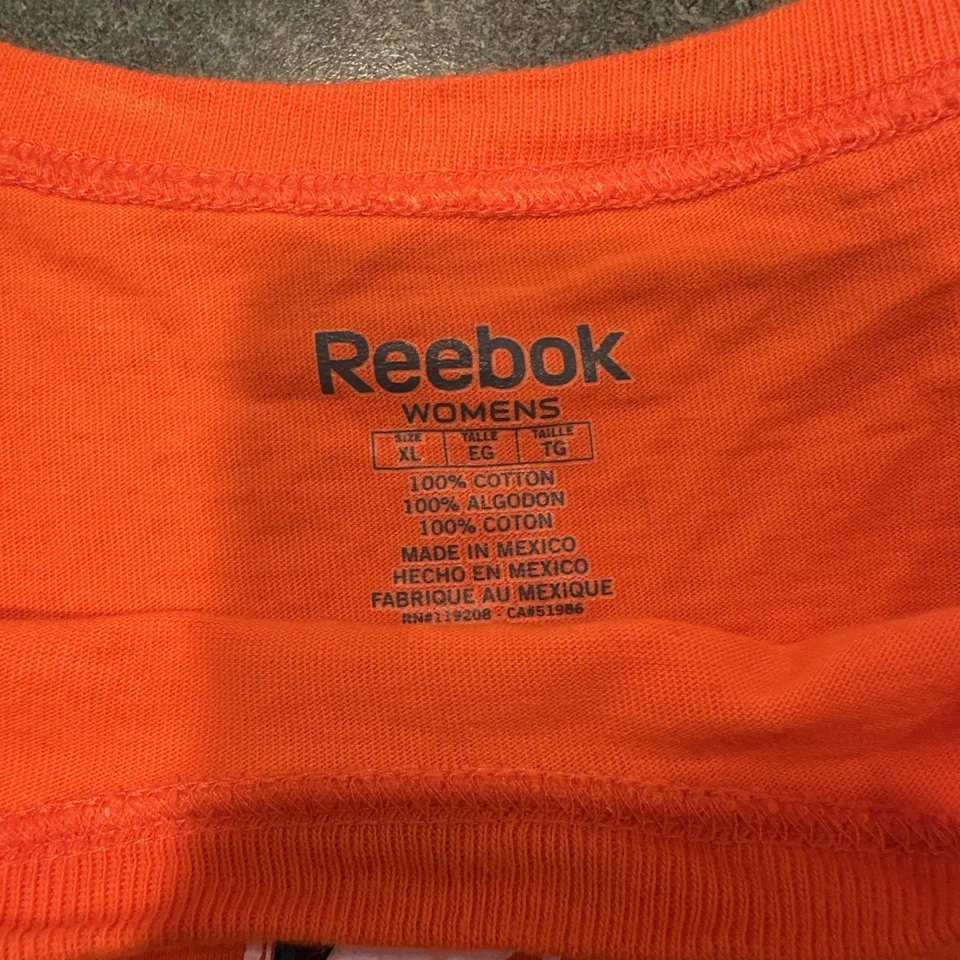 Reebok
WOMENS
SIZE TALLE TAILLE
XL EG TG
100% COTTON
100% ALGODON
100% COTON
MADE IN MEXICO
HECHO EN MEXICO
FABRIQUE AU MEXIQUE
RN#119208 - CA#51986